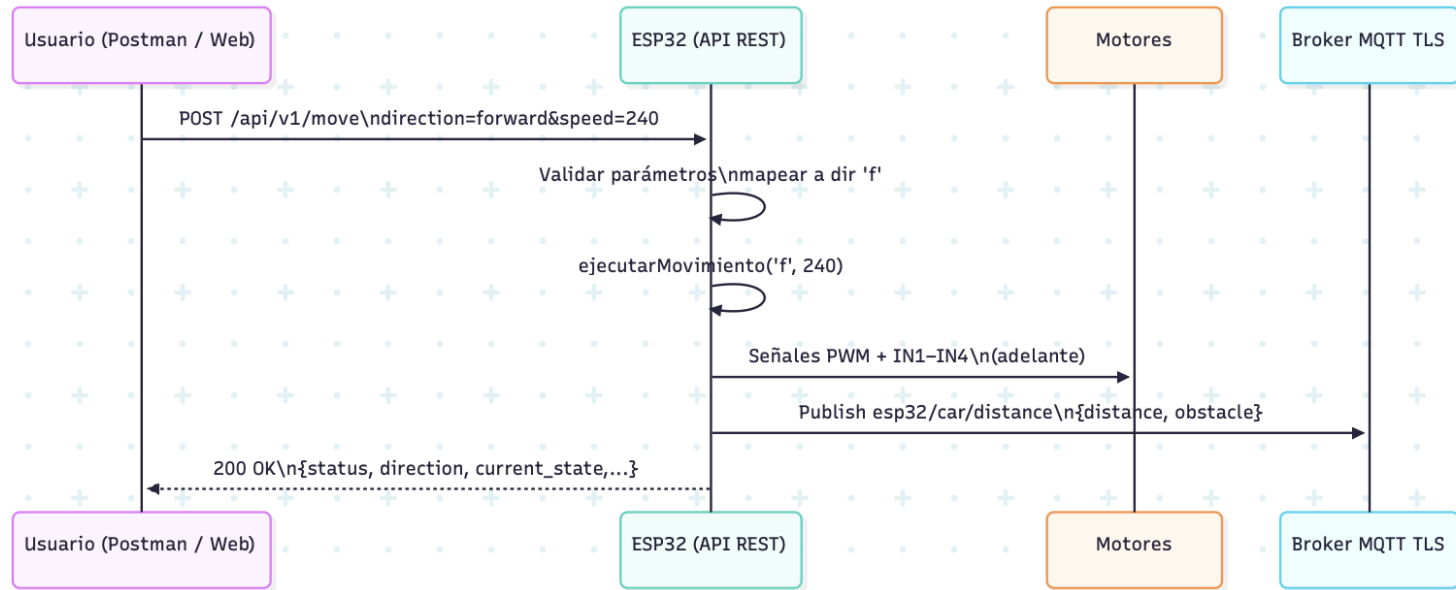 Usuario (Postman / Web)
ESP32 (API REST)
Motores
Broker MQTT TLS
POST /api/v1/move\ndirection=forward&speed=240
Validar parámetros\nmapear a dir 'f'
ejecutarMovimiento('f', 240)
Señales PWM + IN1–IN4\n(adelante)
Publish esp32/car/distance\n{distance, obstacle}
200 OK\n{status, direction, current_state,...}
Usuario (Postman / Web)
ESP32 (API REST)
Motores
Broker MQTT TLS